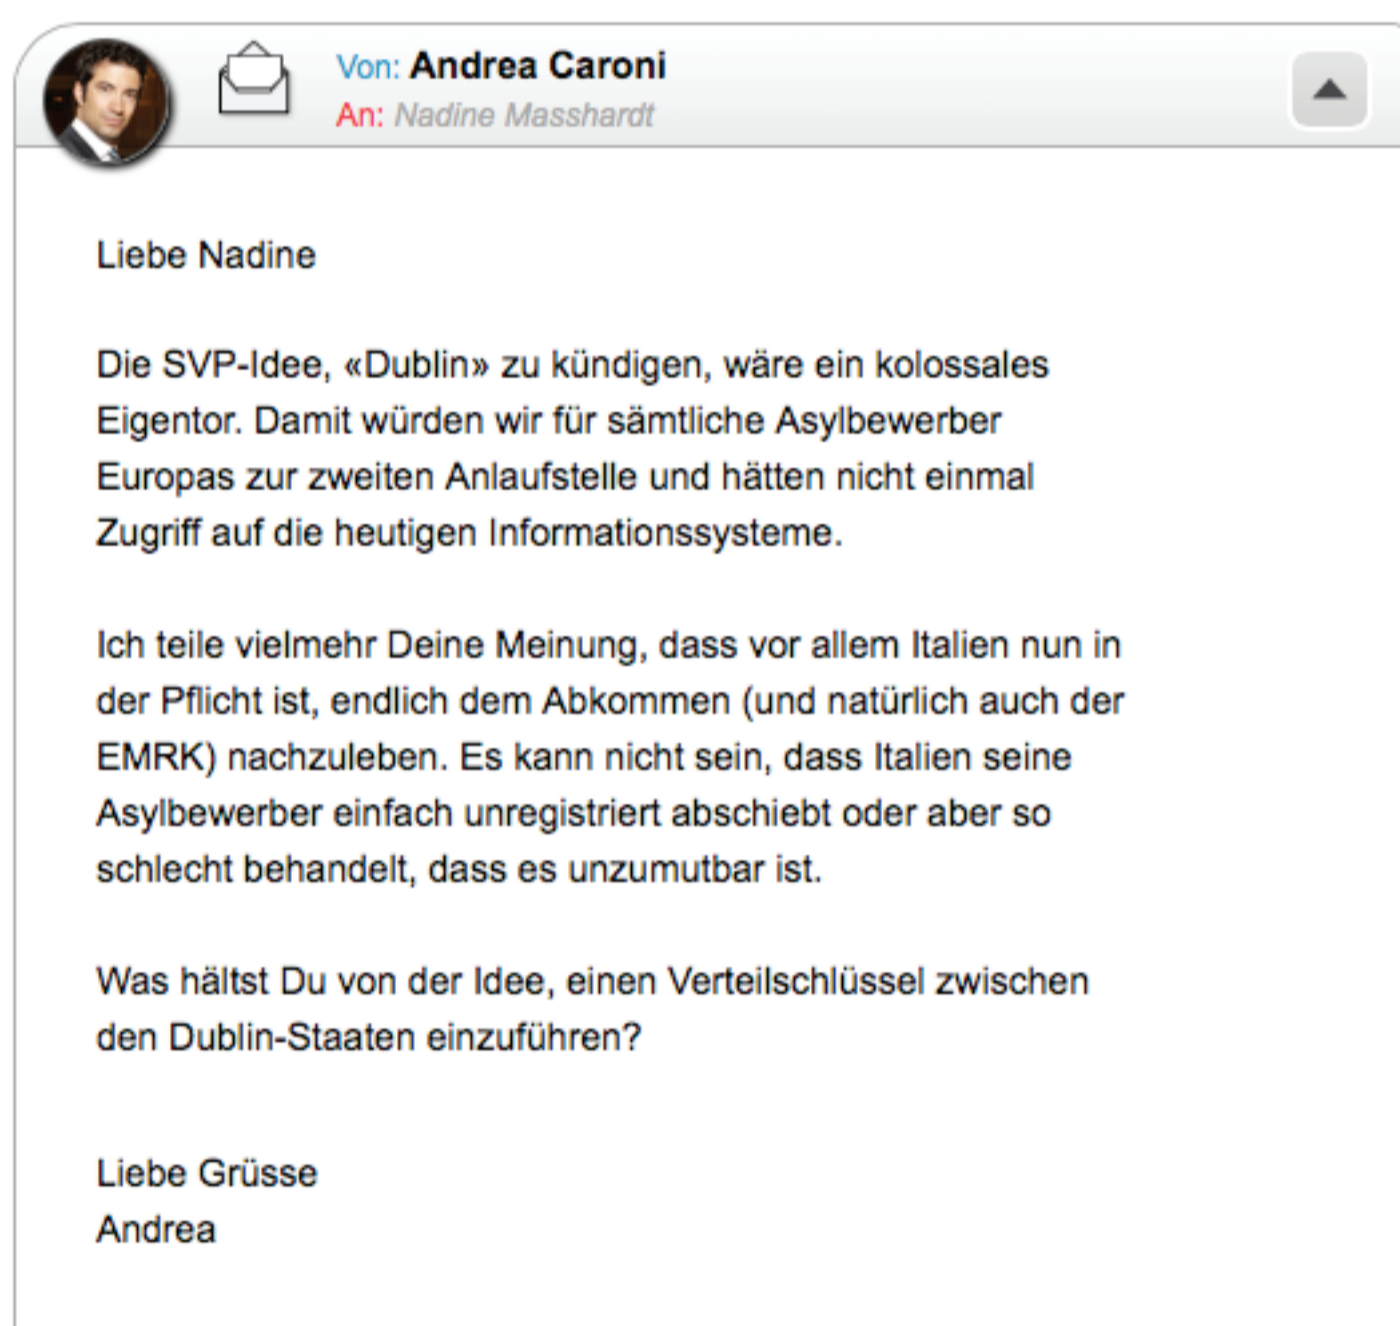 Von: Andrea Caroni
An: Nadine Masshardt
Liebe Nadine
Die SVP-Idee, «Dublin» zu kündigen, wäre ein kolossales
Eigentor. Damit würden wir für sämtliche Asylbewerber
Europas zur zweiten Anlaufstelle und hätten nicht einmal
Zugriff auf die heutigen Informationssysteme.
Ich teile vielmehr Deine Meinung, dass vor allem Italien nun in
der Pflicht ist, endlich dem Abkommen (und natürlich auch der
EMRK) nachzuleben. Es kann nicht sein, dass Italien seine
Asylbewerber einfach unregistriert abschiebt oder aber so
schlecht behandelt, dass es unzumutbar ist.
Was hältst Du von der Idee, einen Verteilschlüssel zwischen
den Dublin-Staaten einzuführen?
Liebe Grüsse
Andrea